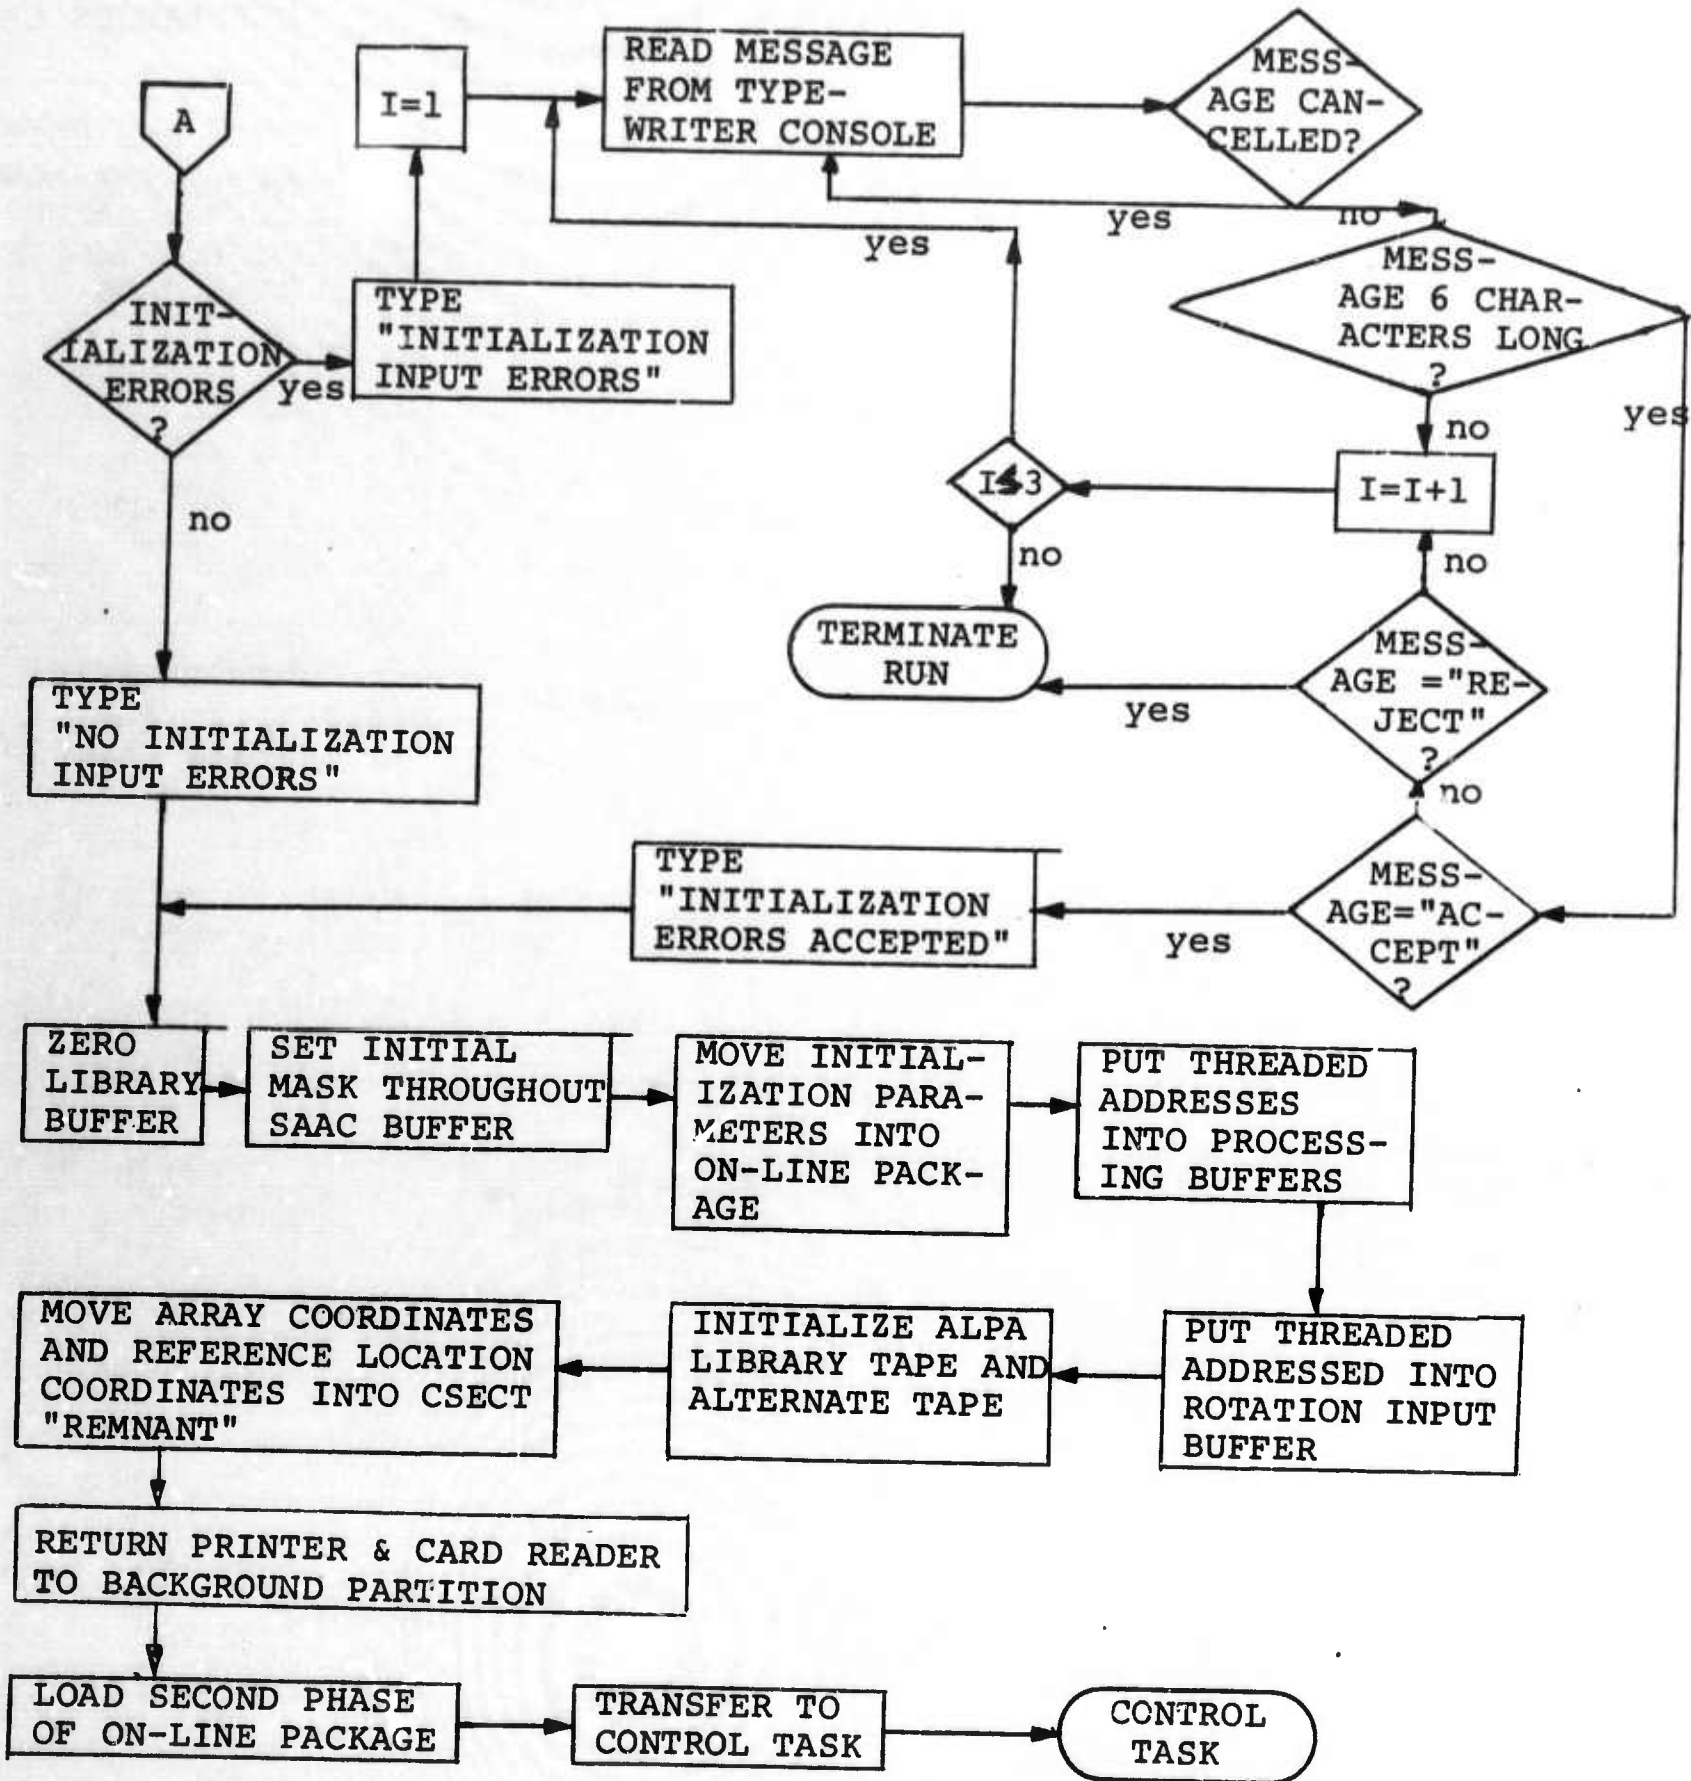 A
I=1
READ MESSAGE
FROM TYPE-
WRITER CONSOLE
MESS-
AGE CAN-
CELLED?
yes
no
yes
MESS-
AGE 6 CHAR-
ACTERS LONG
?
yes
no
INIT-
IALIZATION
ERRORS
?
yes
TYPE
"INITIALIZATION
INPUT ERRORS"
no
I≤3
I=I+1
no
no
TERMINATE
RUN
MESS-
AGE ="RE-
JECT"
?
yes
no
TYPE
"NO INITIALIZATION
INPUT ERRORS"
TYPE
"INITIALIZATION
ERRORS ACCEPTED"
yes
MESS-
AGE="AC-
CEPT"
?
ZERO
LIBRARY
BUFFER
SET INITIAL
MASK THROUGHOUT
SAAC BUFFER
MOVE INITIAL-
IZATION PARA-
METERS INTO
ON-LINE PACK-
AGE
PUT THREADED
ADDRESSES
INTO PROCESS-
ING BUFFERS
PUT THREADED
ADDRESSED INTO
ROTATION INPUT
BUFFER
INITIALIZE ALPA
LIBRARY TAPE AND
ALTERNATE TAPE
MOVE ARRAY COORDINATES
AND REFERENCE LOCATION
COORDINATES INTO CSECT
"REMNANT"
RETURN PRINTER & CARD READER
TO BACKGROUND PARTITION
LOAD SECOND PHASE
OF ON-LINE PACKAGE
TRANSFER TO
CONTROL TASK
CONTROL
TASK